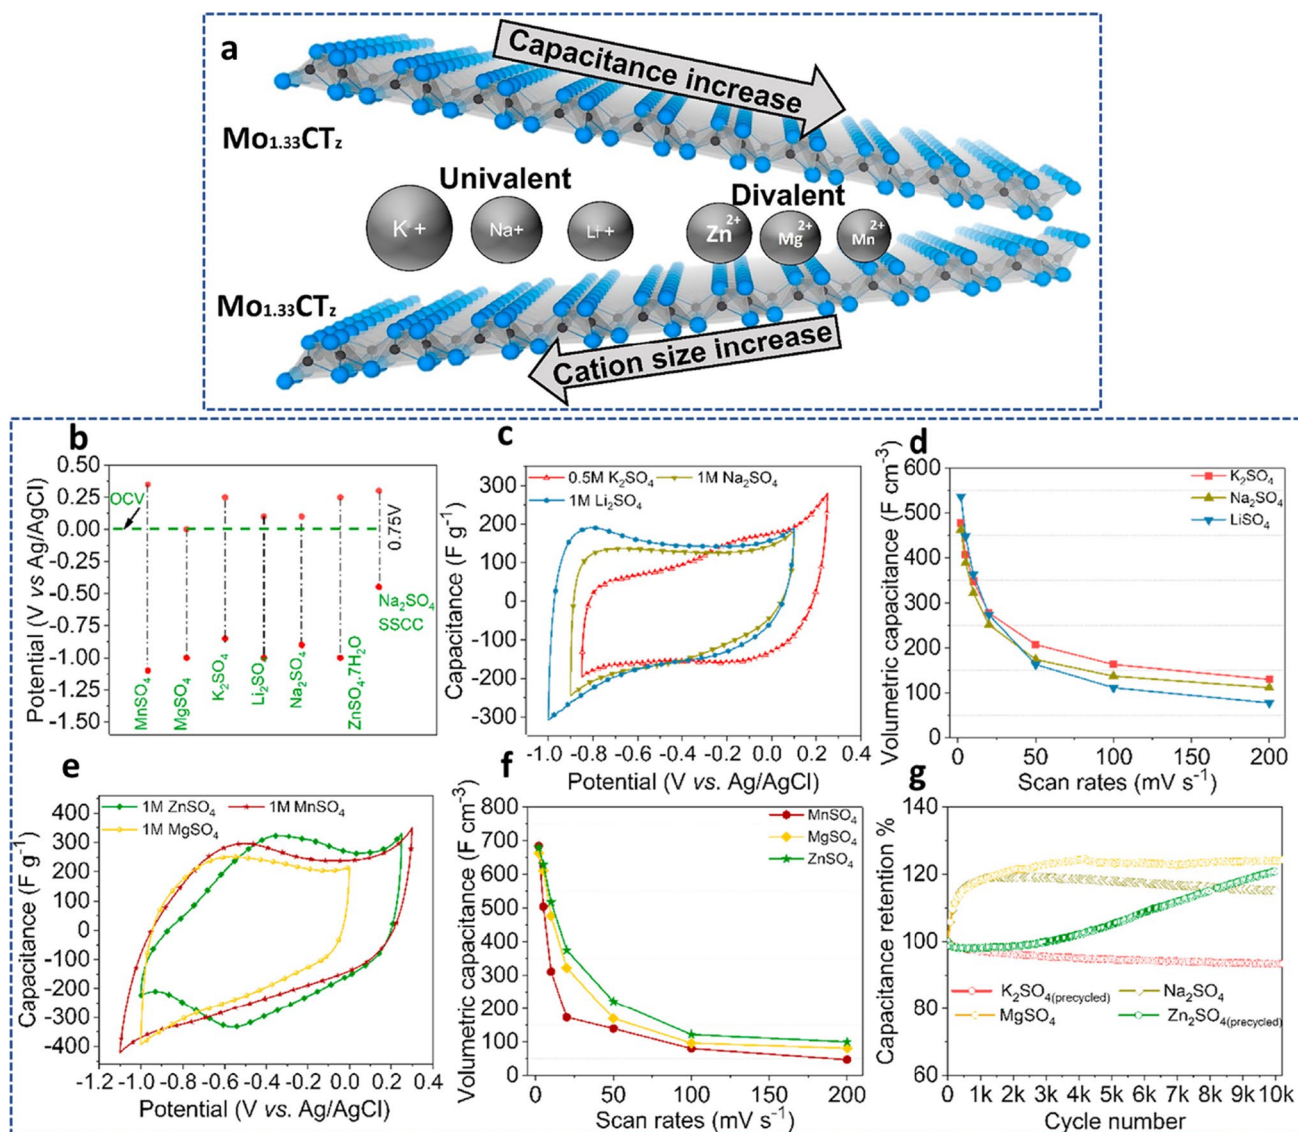 a
Capacitance increase
Mo1.33CTz
Univalent
Divalent
K + Na+ Li + Zn2+ Mg2+ Mn2+
Mo1.33CTz
Cation size increase
b
0.50
0.25
0.00
-0.25
-0.50
-0.75
-1.00
-1.25
-1.50
Potential (V vs Ag/AgCl)
OCV
0.75V
MnSO4
MgSO4
K2SO4
Li2SO4
Na2SO4
ZnSO4.7H2O
Na2SO4
SSCC
c
0.5M K2SO4 1M Na2SO4
1M Li2SO4
300
200
100
0
-100
-200
-300
Capacitance (F g-1)
-1.0 -0.8 -0.6 -0.4 -0.2 0.0 0.2 0.4
Potential (V vs. Ag/AgCl)
d
600
500
400
300
200
100
0
Volumetric capacitance (F cm-3)
K2SO4
Na2SO4
LiSO4
0 50 100 150 200
Scan rates (mV s-1)
e
1M ZnSO4 1M MnSO4
1M MgSO4
400
300
200
100
0
-100
-200
-300
-400
Capacitance (F g-1)
-1.2 -1.0 -0.8 -0.6 -0.4 -0.2 0.0 0.2 0.4
Potential (V vs. Ag/AgCl)
f
800
700
600
500
400
300
200
100
0
Volumetric capacitance (F cm-3)
MnSO4
MgSO4
ZnSO4
0 50 100 150 200
Scan rates (mV s-1)
g
140
120
100
80
60
Capacitance retention %
K2SO4(precycled) Na2SO4
MgSO4 Zn2SO4(precycled)
0 1k 2k 3k 4k 5k 6k 7k 8k 9k 10k
Cycle number